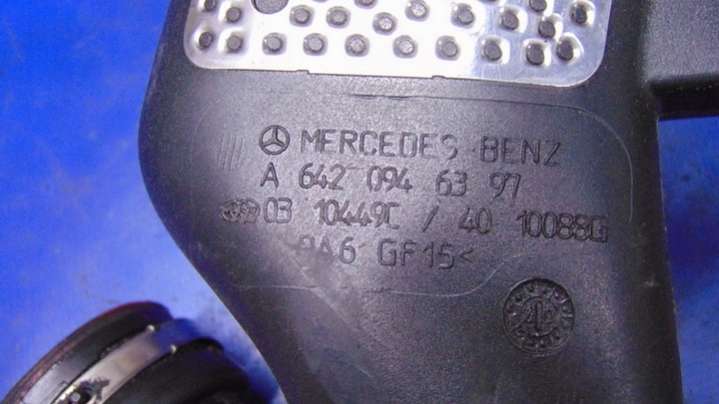 MERCEDES BENZ
A 642 094 63 97
03 10449C / 40 10088G
PA6 GF15<